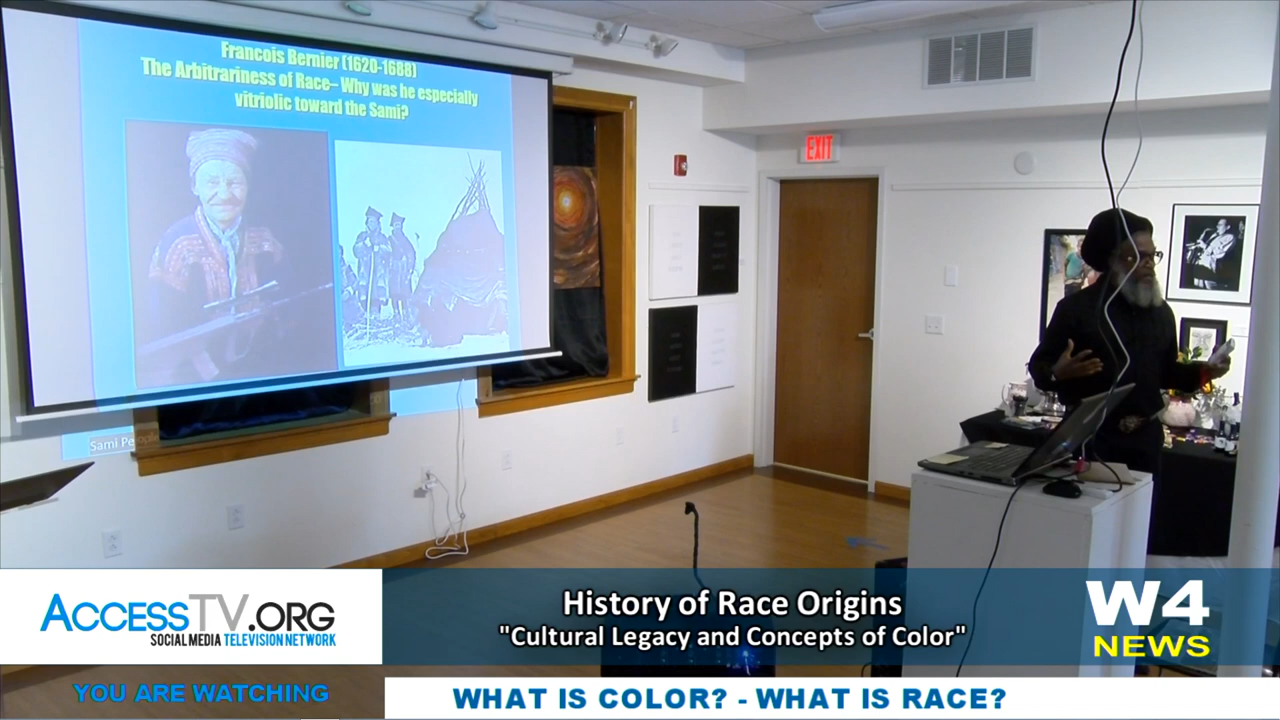 Francois Bernier (1620-1688)
The Arbitrariness of Race– Why was he especially
vitriolic toward the Sami?
EXIT
Sami People
ACCESSTV.ORG
SOCIAL MEDIA TELEVISION NETWORK
History of Race Origins
"Cultural Legacy and Concepts of Color"
W4
NEWS
YOU ARE WATCHING
WHAT IS COLOR? - WHAT IS RACE?